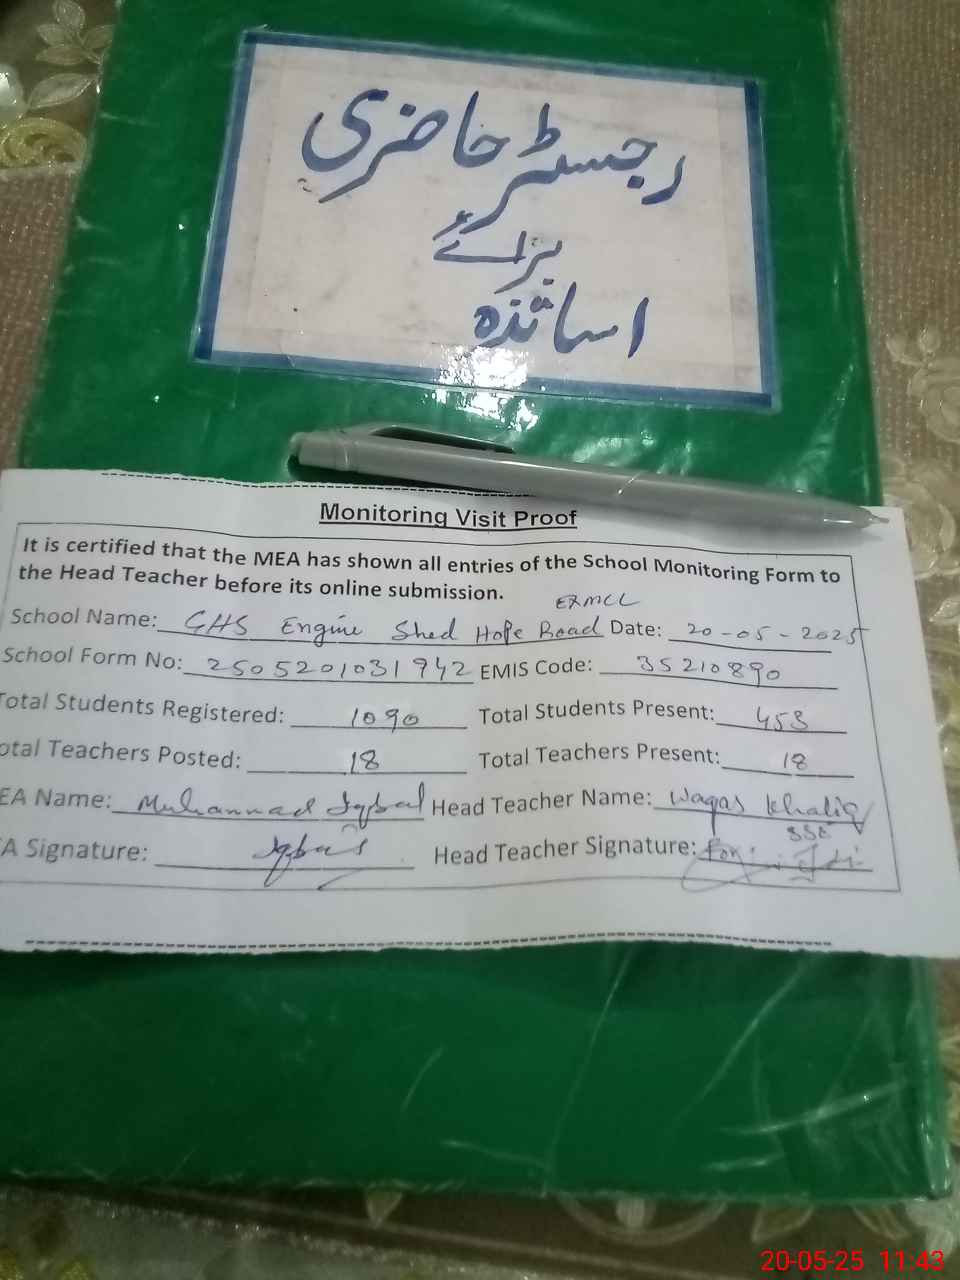 رجسٹر حاضری
برائے
اساتذہ
Monitoring Visit Proof
It is certified that the MEA has shown all entries of the School Monitoring Form to
the Head Teacher before its online submission.
School Name: GHS Engine Shed Hope Road Date: 20-05-2025
School Form No: 2505201031942 EMIS Code: 35210890
Total Students Registered: 1090 Total Students Present: 453
otal Teachers Posted: 18 Total Teachers Present: 18
EA Name: Muhammad Iqbal Head Teacher Name: Waqas Khaliq
SSE
A Signature: Iqbal Head Teacher Signature:
20-05-25 11:43